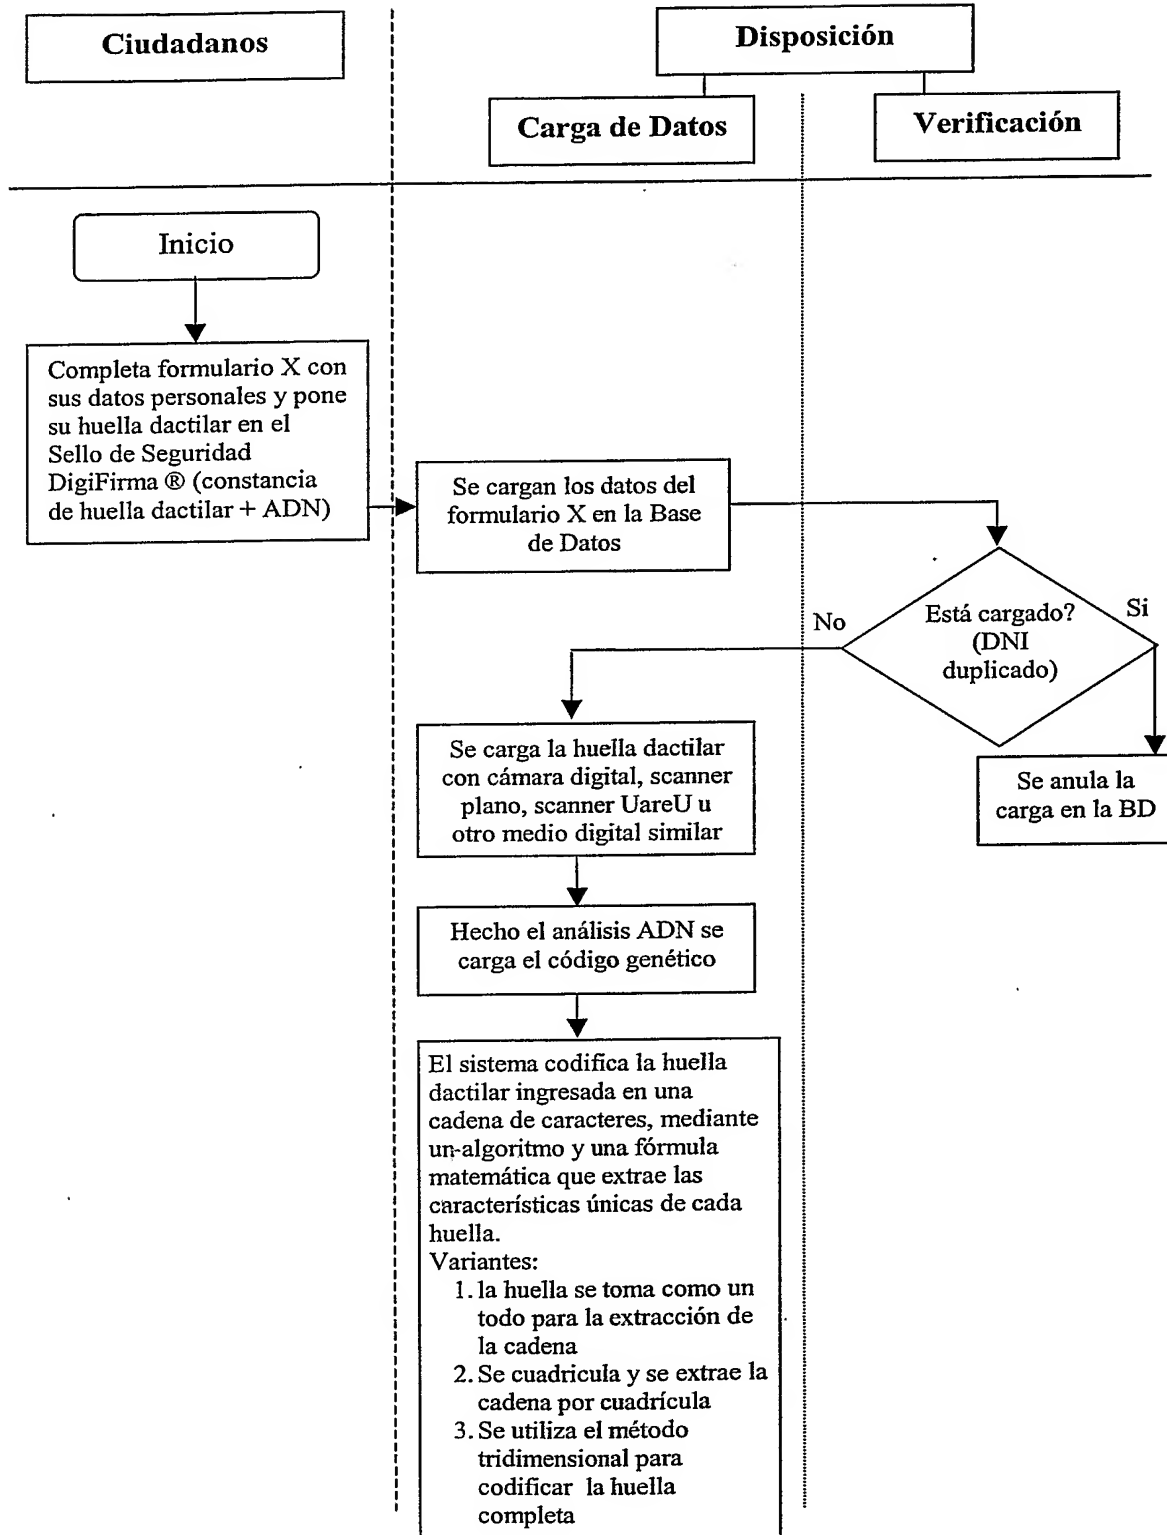 Ciudadanos
Disposición
Carga de Datos
Verificación
Inicio
Completa formulario X con
sus datos personales y pone
su huella dactilar en el
Sello de Seguridad
DigiFirma ® (constancia
de huella dactilar + ADN)
Se cargan los datos del
formulario X en la Base
de Datos
Está cargado?
(DNI
duplicado)
No
Si
Se carga la huella dactilar
con cámara digital, scanner
plano, scanner UareU u
otro medio digital similar
Se anula la
carga en la BD
Hecho el análisis ADN se
carga el código genético
El sistema codifica la huella
dactilar ingresada en una
cadena de caracteres, mediante
un-algoritmo y una fórmula
matemática que extrae las
características únicas de cada
huella.
Variantes:
1. la huella se toma como un
todo para la extracción de
la cadena
2. Se cuadricula y se extrae la
cadena por cuadrícula
3. Se utiliza el método
tridimensional para
codificar la huella
completa